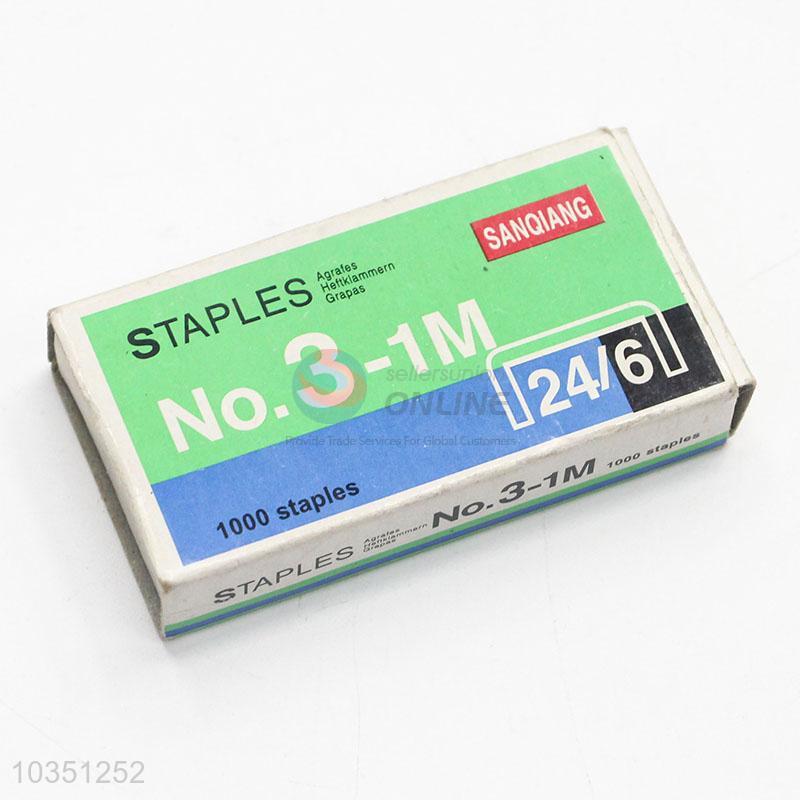 SANQIANG
STAPLES
Agrafes
Heftklammern
Grapas
No.3-1M
24/6
sellersunion
ONLINE
Provide Trade Services For Global Customers
1000 staples
STAPLES
Agrafes
Heftklammern
Grapas
No.3-1M
1000 staples
10351252